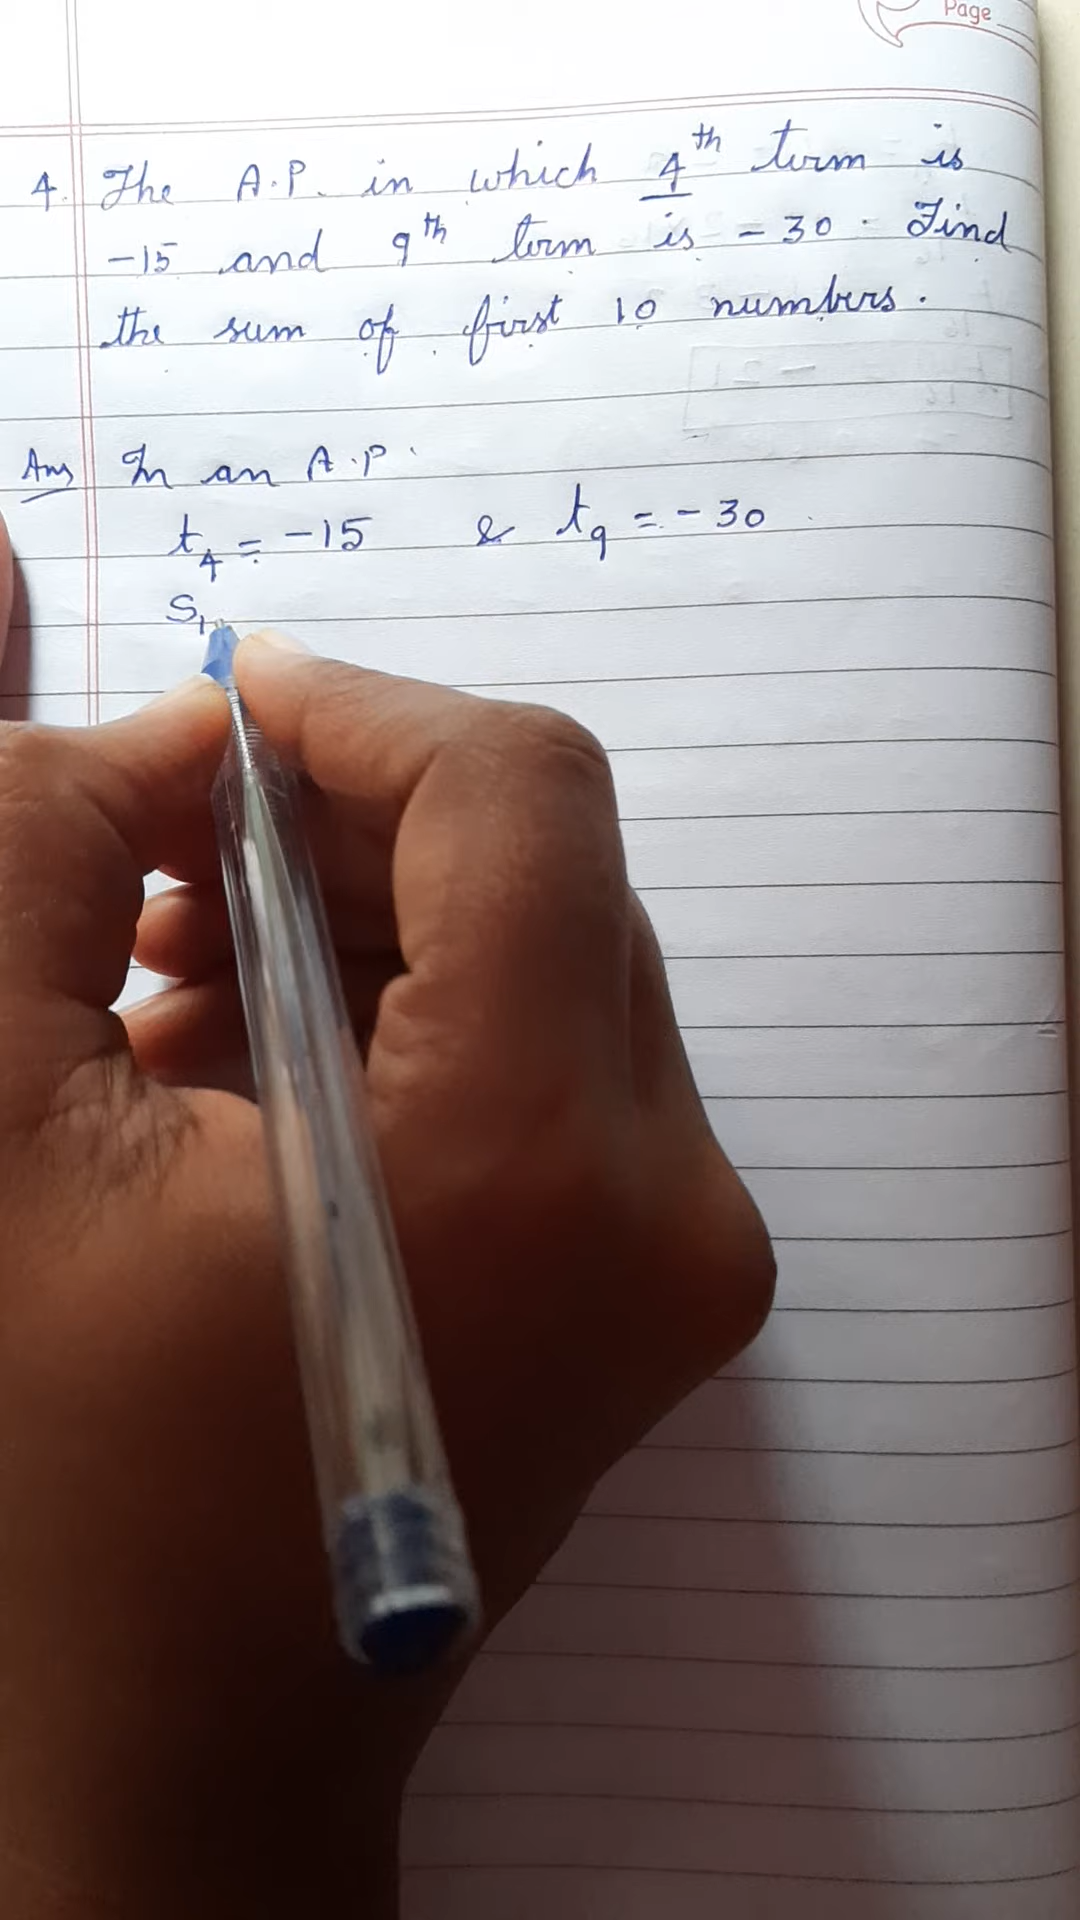 Page
4. The A.P. in which 4th term is
-15 and 9th term is -30. Find
the sum of first 10 numbers.
Ans In an A.P.
t4 = -15 & t9 = -30
S1